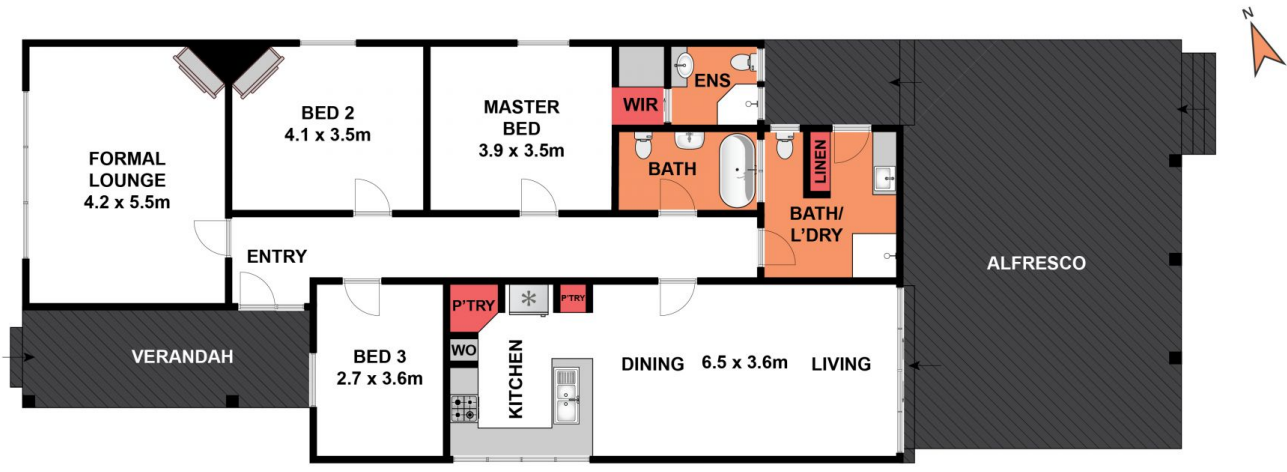 N
FORMAL
LOUNGE
4.2 x 5.5m
BED 2
4.1 x 3.5m
MASTER
BED
3.9 x 3.5m
WIR
ENS
BATH
LINEN
BATH/
L'DRY
ENTRY
ALFRESCO
VERANDAH
BED 3
2.7 x 3.6m
P'TRY
P'TRY
WO
KITCHEN
DINING 6.5 x 3.6m LIVING